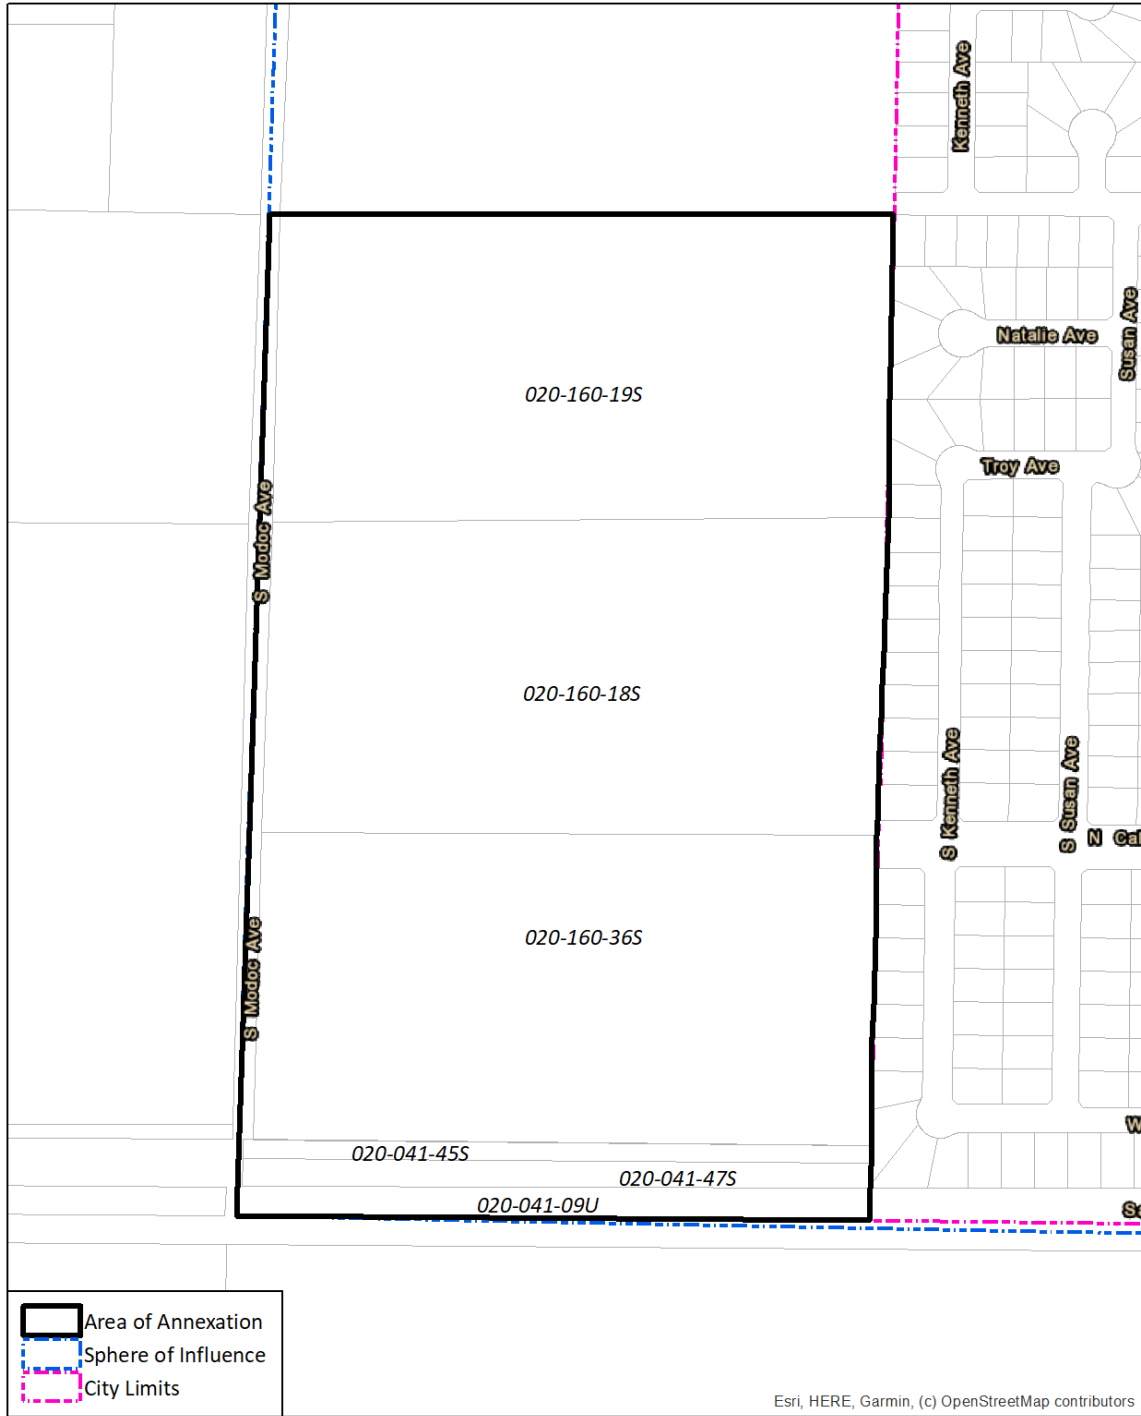 Kenneth Ave
Susan Ave
Natalie Ave
020-160-19S
Troy Ave
S Modoc Ave
020-160-18S
S Kenneth Ave
S Susan Ave
N Cal
020-160-36S
S Modoc Ave
W
020-041-45S
020-041-47S
020-041-09U
Sa
Area of Annexation
Sphere of Influence
City Limits
Esri, HERE, Garmin, (c) OpenStreetMap contributors